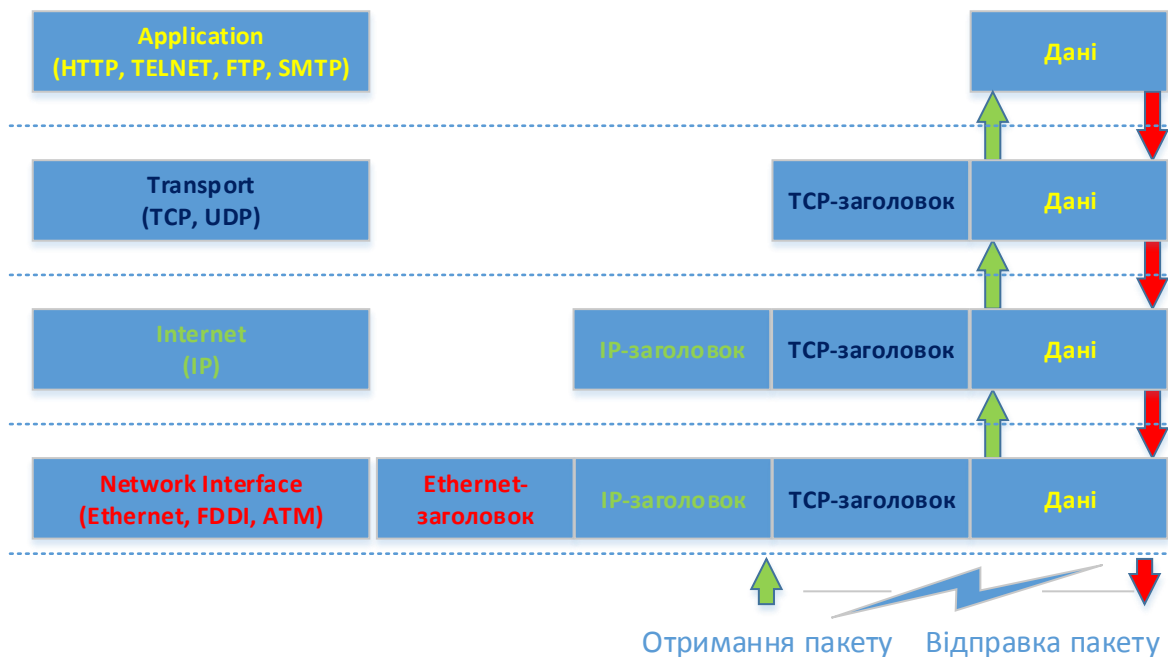 Application
(HTTP, TELNET, FTP, SMTP)
Дані
Transport
(TCP, UDP)
TCP-заголовок
Дані
Internet
(IP)
IP-заголовок
TCP-заголовок
Дані
Network Interface
(Ethernet, FDDI, ATM)
Ethernet-
заголовок
IP-заголовок
TCP-заголовок
Дані
Отримання пакету
Відправка пакету